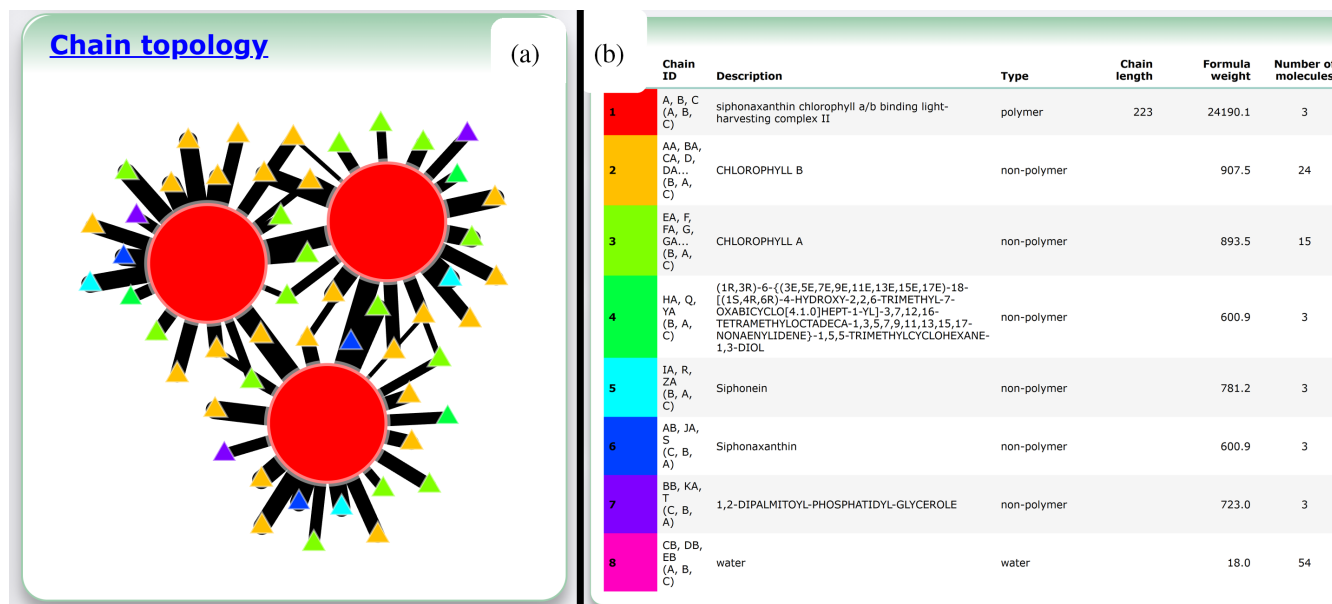 Chain topology
(a)
(b)
Chain ID Description Type Chain length Formula weight Number of molecules
1 A, B, C (A, B, C) siphonaxanthin chlorophyll a/b binding light-harvesting complex II polymer 223 24190.1 3
2 AA, BA, CA, D, DA... (B, A, C) CHLOROPHYLL B non-polymer 907.5 24
3 EA, F, FA, G, GA... (B, A, C) CHLOROPHYLL A non-polymer 893.5 15
4 HA, Q, YA (B, A, C) (1R,3R)-6-{(3E,5E,7E,9E,11E,13E,15E,17E)-18-[(1S,4R,6R)-4-HYDROXY-2,2,6-TRIMETHYL-7-OXABICYCLO[4.1.0]HEPT-1-YL]-3,7,12,16-TETRAMETHYLOCTADECA-1,3,5,7,9,11,13,15,17-NONAENYLIDENE}-1,5,5-TRIMETHYLCYCLOHEXANE-1,3-DIOL non-polymer 600.9 3
5 IA, R, ZA (B, A, C) Siphonein non-polymer 781.2 3
6 AB, JA, S (C, B, A) Siphonaxanthin non-polymer 600.9 3
7 BB, KA, T (C, B, A) 1,2-DIPALMITOYL-PHOSPHATIDYL-GLYCEROLE non-polymer 723.0 3
8 CB, DB, EB (A, B, C) water water 18.0 54